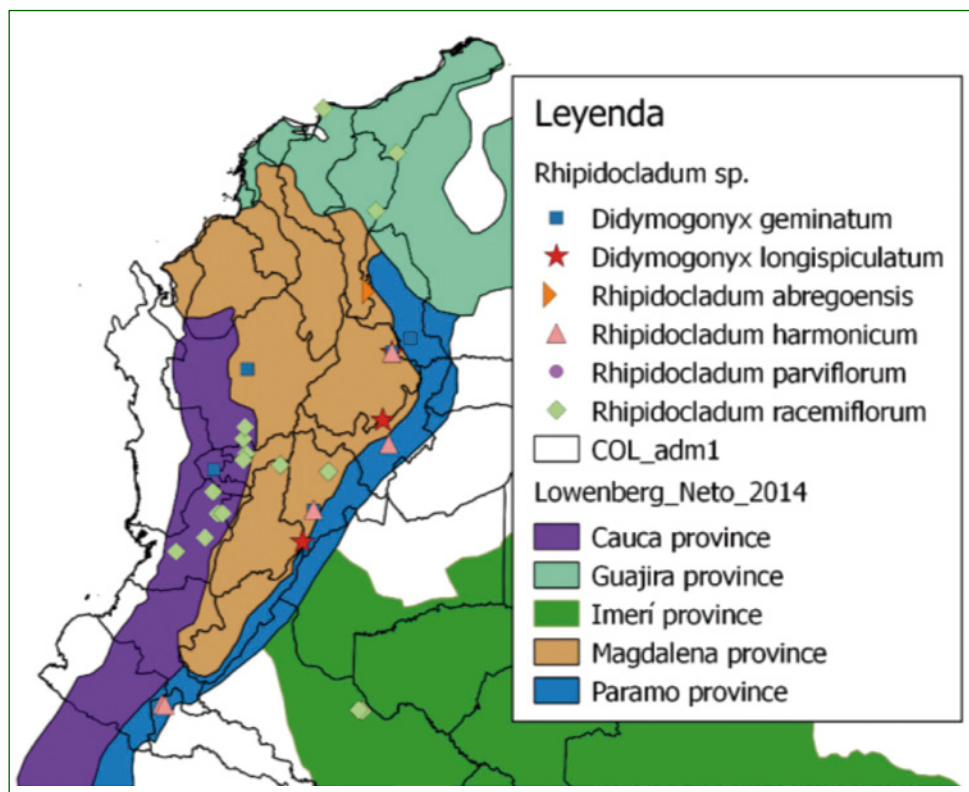 Leyenda
Rhipidocladum sp.
Didymogonyx geminatum
Didymogonyx longispiculatum
Rhipidocladum abregoensis
Rhipidocladum harmonicum
Rhipidocladum parviflorum
Rhipidocladum racemiflorum
COL_adm1
Lowenberg_Neto_2014
Cauca province
Guajira province
Imerí province
Magdalena province
Paramo province